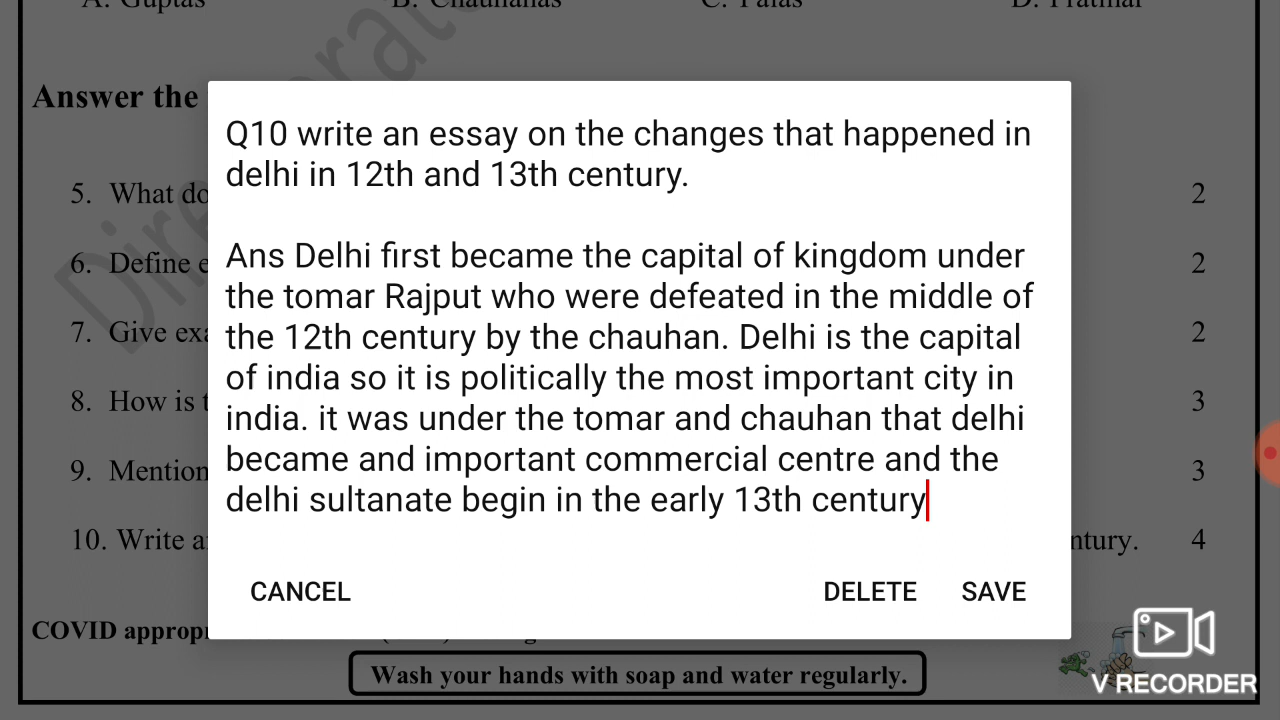 A. Guptas B. Chauhanas C. Palas D. Pratihar
Answer the
Q10 write an essay on the changes that happened in
delhi in 12th and 13th century.
5. What do 2
6. Define e 2
7. Give exa 2
8. How is t 3
9. Mention 3
10. Write a ntury. 4
Ans Delhi first became the capital of kingdom under
the tomar Rajput who were defeated in the middle of
the 12th century by the chauhan. Delhi is the capital
of india so it is politically the most important city in
india. it was under the tomar and chauhan that delhi
became and important commercial centre and the
delhi sultanate begin in the early 13th century
CANCEL DELETE SAVE
COVID appropr
Wash your hands with soap and water regularly.
V RECORDER